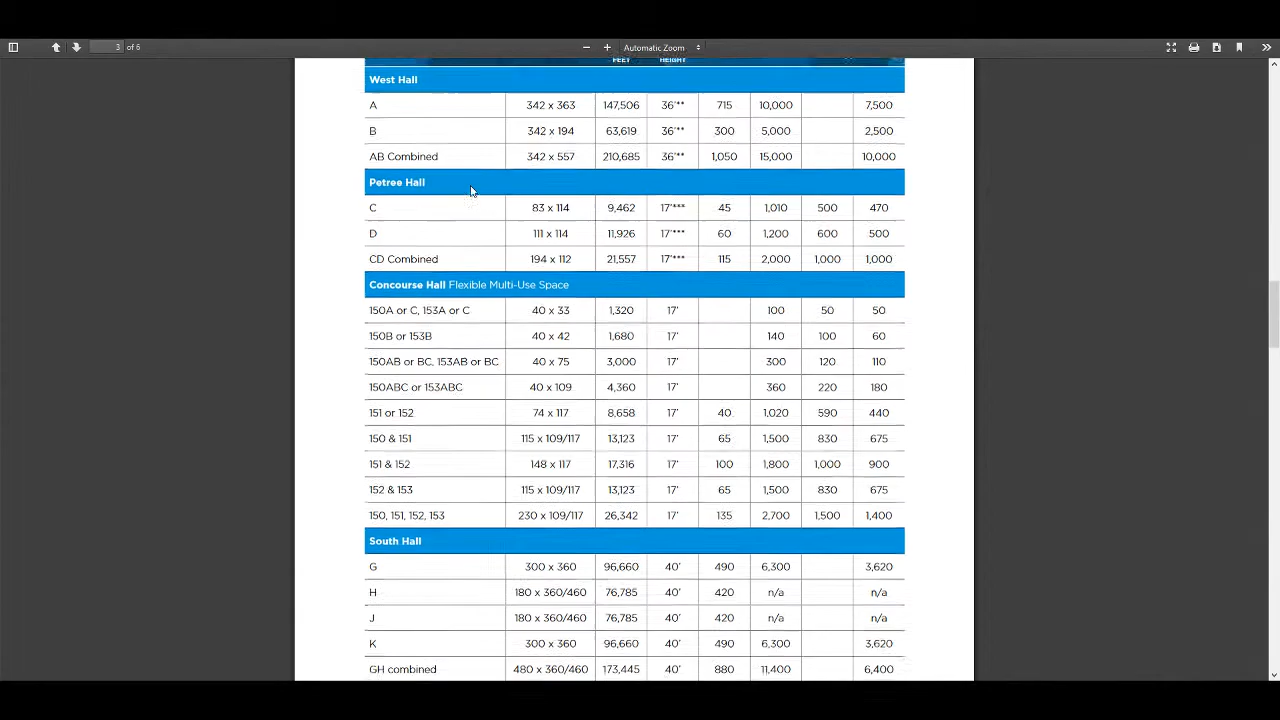 3 of 6 Automatic Zoom
FEET HEIGHT
West Hall
A 342 x 363 147,506 36'** 715 10,000 7,500
B 342 x 194 63,619 36'** 300 5,000 2,500
AB Combined 342 x 557 210,685 36'** 1,050 15,000 10,000
Petree Hall
C 83 x 114 9,462 17'*** 45 1,010 500 470
D 111 x 114 11,926 17'*** 60 1,200 600 500
CD Combined 194 x 112 21,557 17'*** 115 2,000 1,000 1,000
Concourse Hall Flexible Multi-Use Space
150A or C, 153A or C 40 x 33 1,320 17' 100 50 50
150B or 153B 40 x 42 1,680 17' 140 100 60
150AB or BC, 153AB or BC 40 x 75 3,000 17' 300 120 110
150ABC or 153ABC 40 x 109 4,360 17' 360 220 180
151 or 152 74 x 117 8,658 17' 40 1,020 590 440
150 & 151 115 x 109/117 13,123 17' 65 1,500 830 675
151 & 152 148 x 117 17,316 17' 100 1,800 1,000 900
152 & 153 115 x 109/117 13,123 17' 65 1,500 830 675
150, 151, 152, 153 230 x 109/117 26,342 17' 135 2,700 1,500 1,400
South Hall
G 300 x 360 96,660 40' 490 6,300 3,620
H 180 x 360/460 76,785 40' 420 n/a n/a
J 180 x 360/460 76,785 40' 420 n/a n/a
K 300 x 360 96,660 40' 490 6,300 3,620
GH combined 480 x 360/460 173,445 40' 880 11,400 6,400